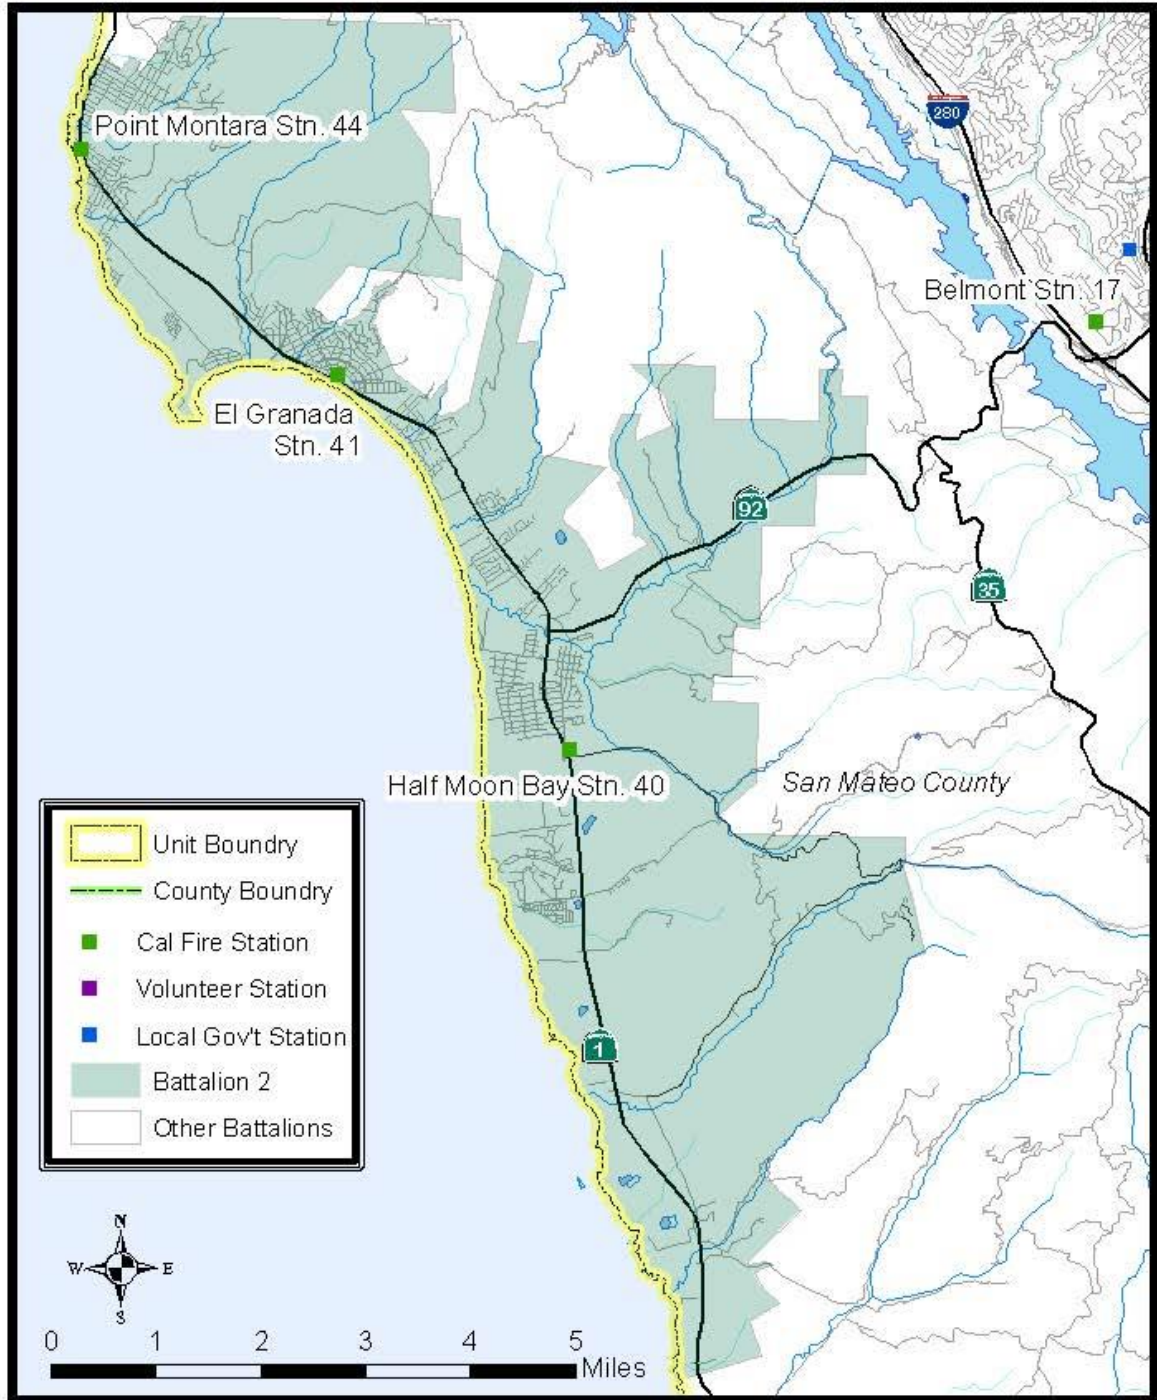 280
Point Montara Stn. 44
Belmont Stn. 17
El Granada
Stn. 41
92
35
Half Moon Bay Stn. 40
San Mateo County
Unit Boundry
County Boundry
Cal Fire Station
Volunteer Station
Local Gov't Station
Battalion 2
Other Battalions
1
N
W E
S
0 1 2 3 4 5
Miles